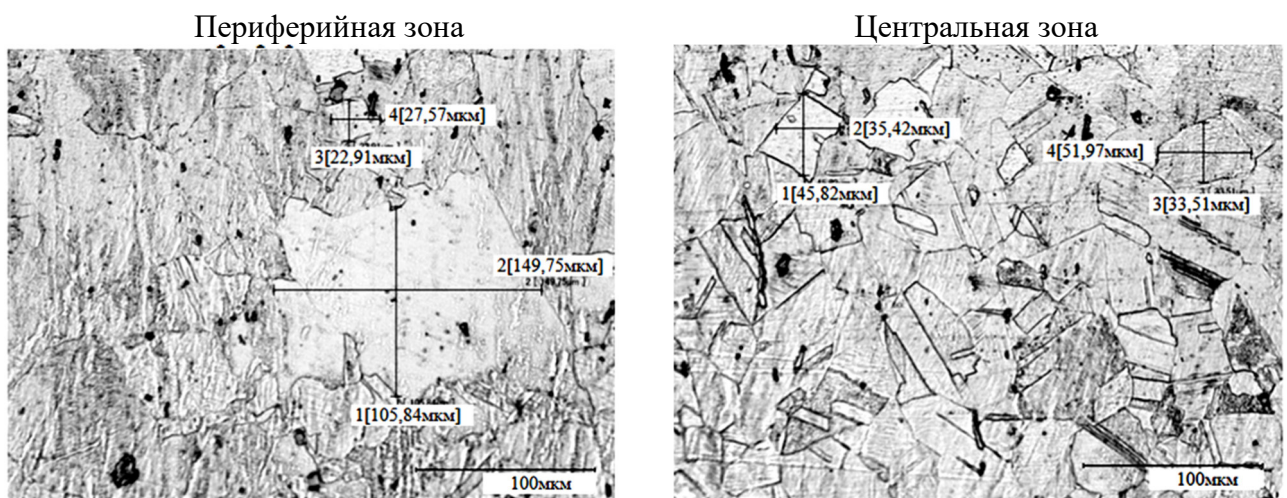 Периферийная зона
Центральная зона
4[27,57мкм]
3[22,91мкм]
2[149,75мкм]
1[105,84мкм]
100мкм
2[35,42мкм]
4[51,97мкм]
1[45,82мкм]
3[33,51мкм]
100мкм